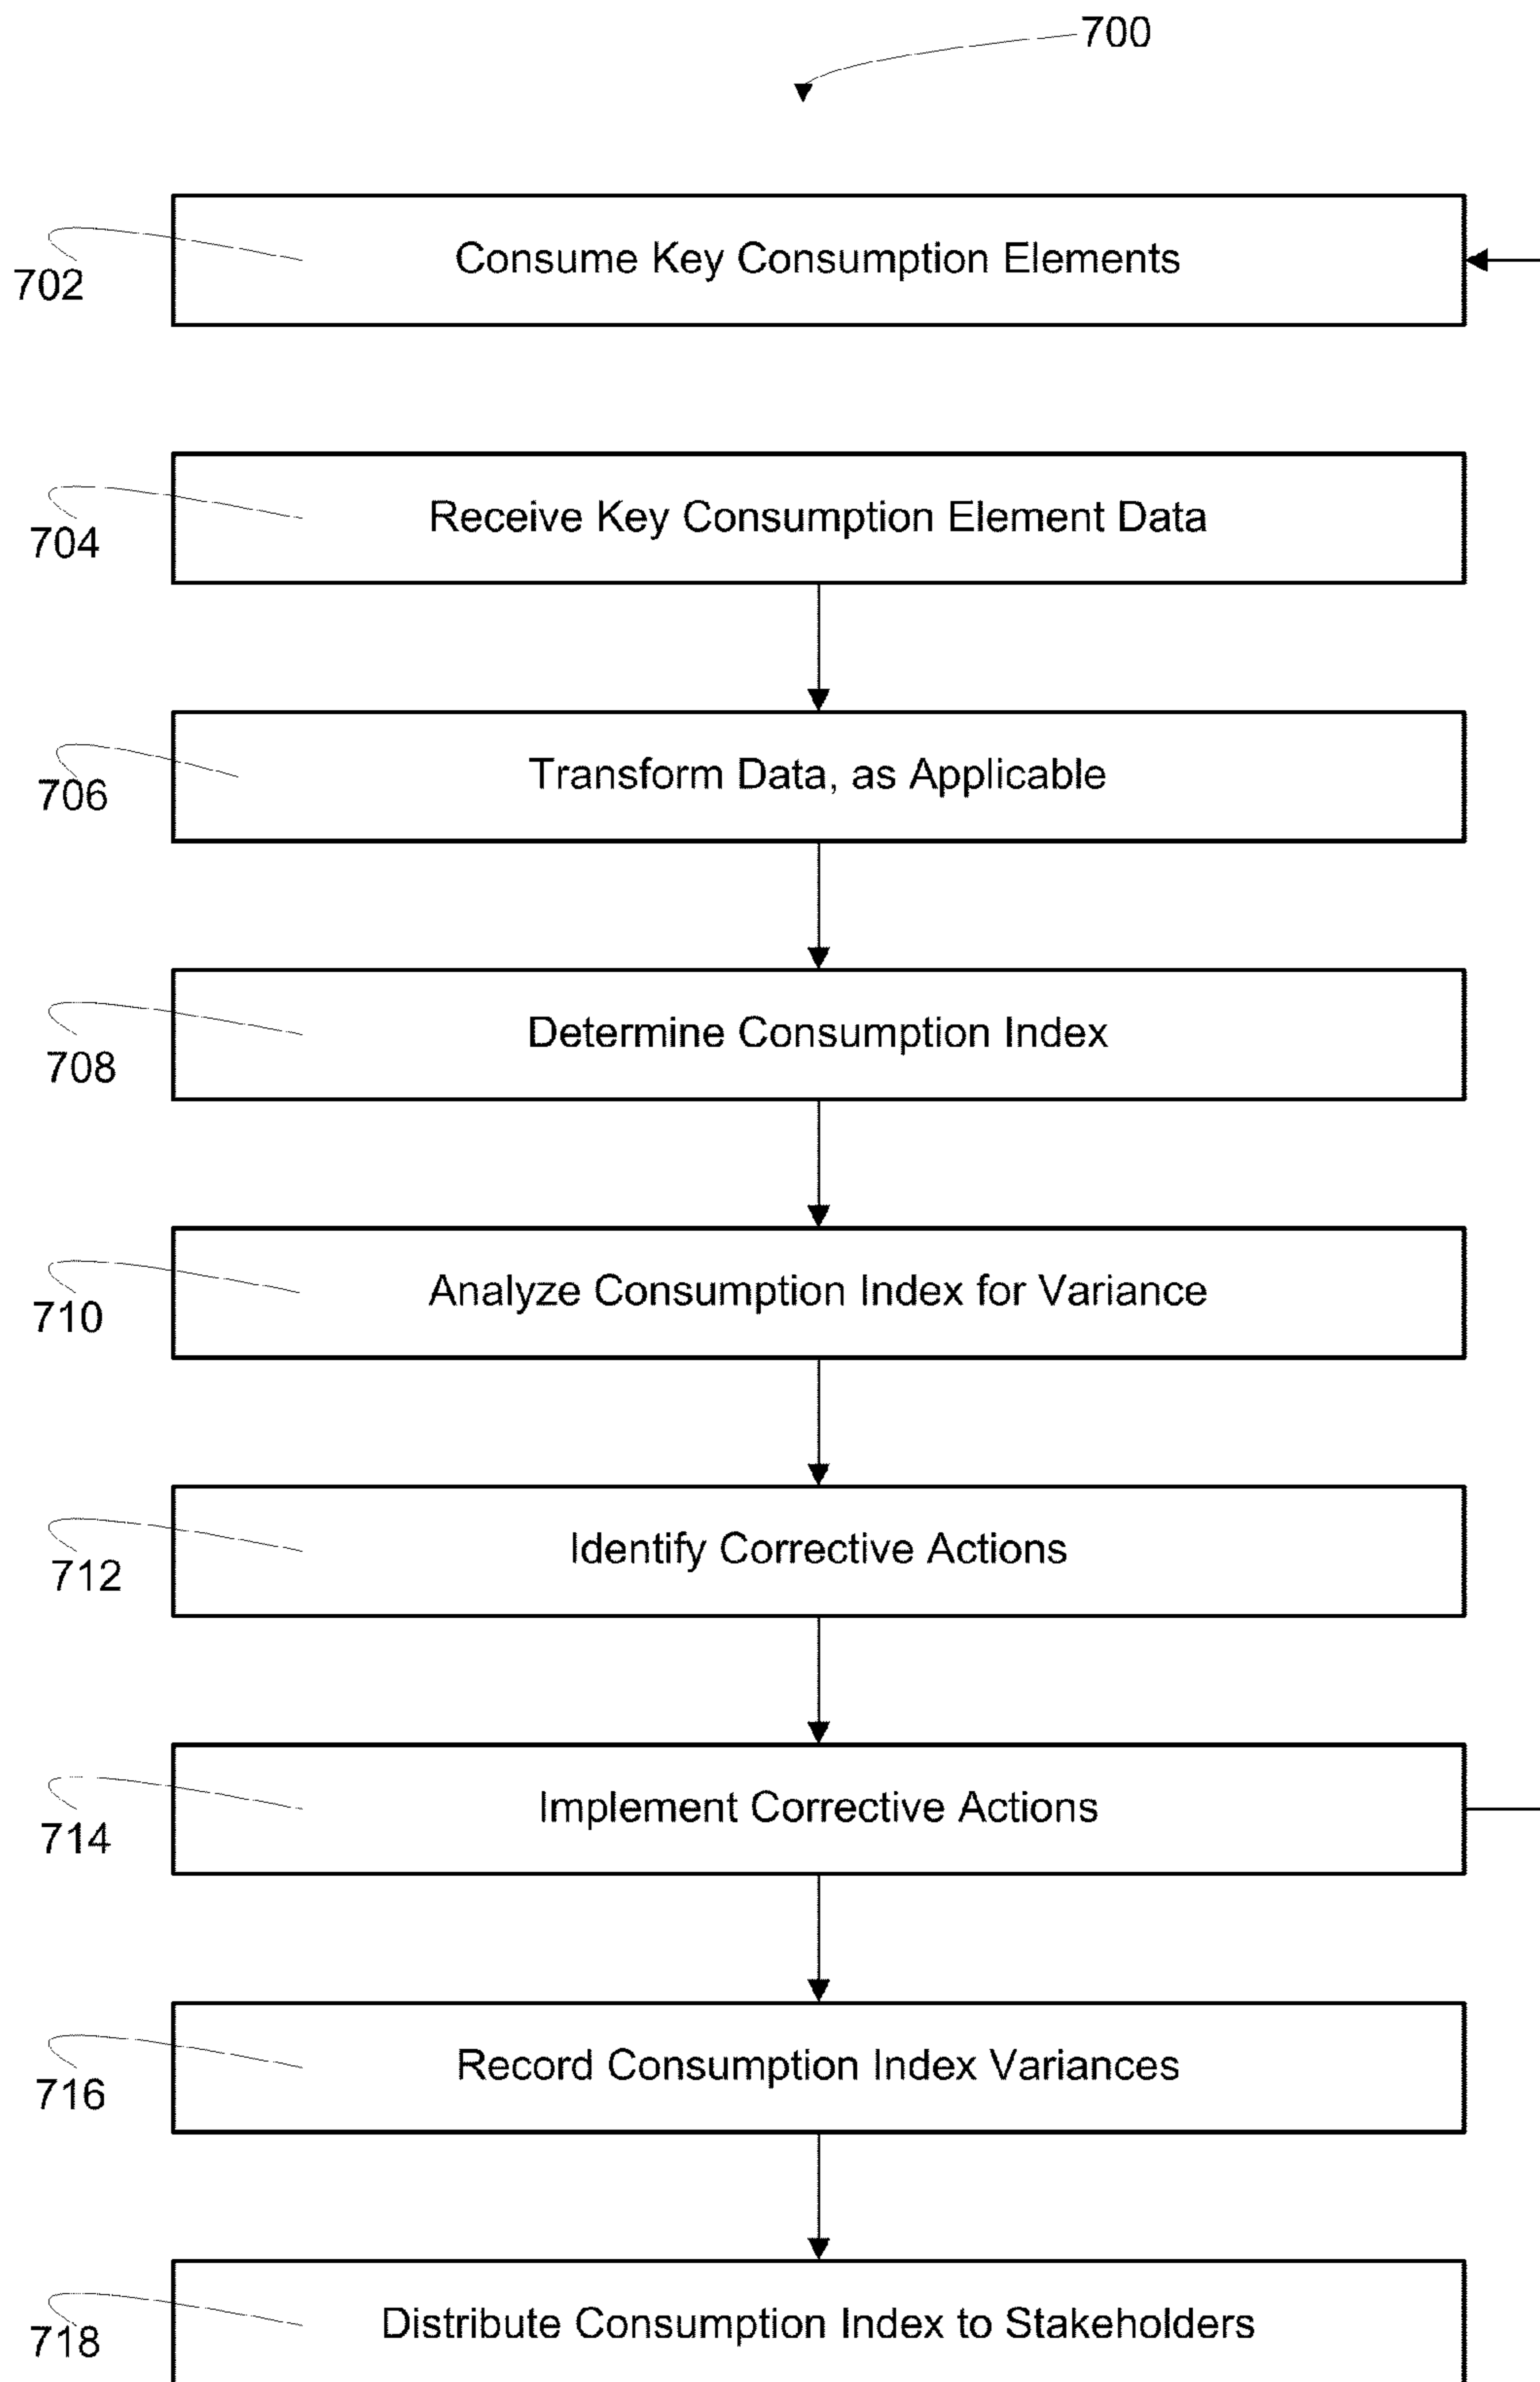 700
Consume Key Consumption Elements
702
Receive Key Consumption Element Data
704
Transform Data, as Applicable
706
Determine Consumption Index
708
Analyze Consumption Index for Variance
710
Identify Corrective Actions
712
Implement Corrective Actions
714
Record Consumption Index Variances
716
Distribute Consumption Index to Stakeholders
718